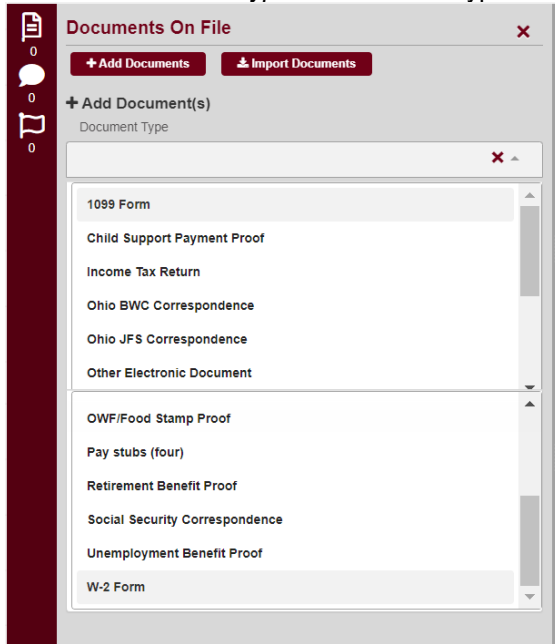 Documents On File
0
+ Add Documents
Import Documents
0
+ Add Document(s)
Document Type
0
1099 Form
Child Support Payment Proof
Income Tax Return
Ohio BWC Correspondence
Ohio JFS Correspondence
Other Electronic Document
OWF/Food Stamp Proof
Pay stubs (four)
Retirement Benefit Proof
Social Security Correspondence
Unemployment Benefit Proof
W-2 Form